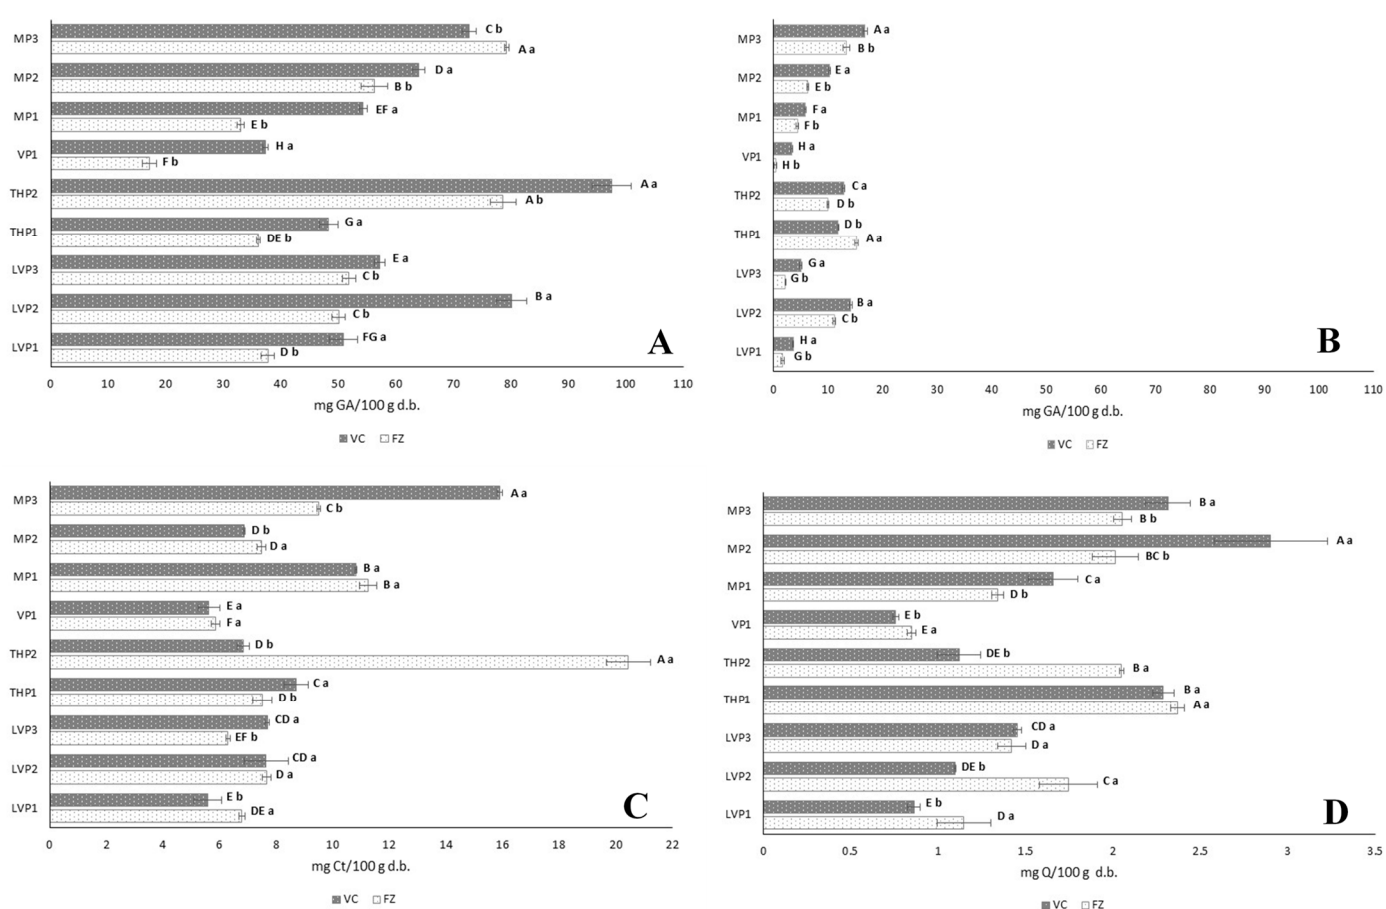 MP3
C b
A a
MP2
D a
B b
MP1
EF a
E b
VP1
H a
F b
THP2
A a
A b
THP1
G a
DE b
LVP3
E a
C b
LVP2
B a
C b
LVP1
FG a
D b
A
0 10 20 30 40 50 60 70 80 90 100 110
mg GA/100 g d.b.
VC FZ
MP3
A a
B b
MP2
E a
E b
MP1
F a
F b
VP1
H a
H b
THP2
C a
D b
THP1
D b
A a
LVP3
G a
G b
LVP2
B a
C b
LVP1
H a
G b
B
0 10 20 30 40 50 60 70 80 90 100 110
mg GA/100 g d.b.
VC FZ
MP3
A a
C b
MP2
D b
D a
MP1
B a
B a
VP1
E a
F a
THP2
D b
A a
THP1
C a
D b
LVP3
CD a
EF b
LVP2
CD a
D a
LVP1
E b
DE a
C
0 2 4 6 8 10 12 14 16 18 20 22
mg Ct/100 g d.b.
VC FZ
MP3
B a
B b
MP2
A a
BC b
MP1
C a
D b
VP1
E b
E a
THP2
DE b
B a
THP1
B a
A a
LVP3
CD a
D a
LVP2
DE b
C a
LVP1
E b
D a
D
0 0.5 1 1.5 2 2.5 3 3.5
mg Q/100 g d.b.
VC FZ